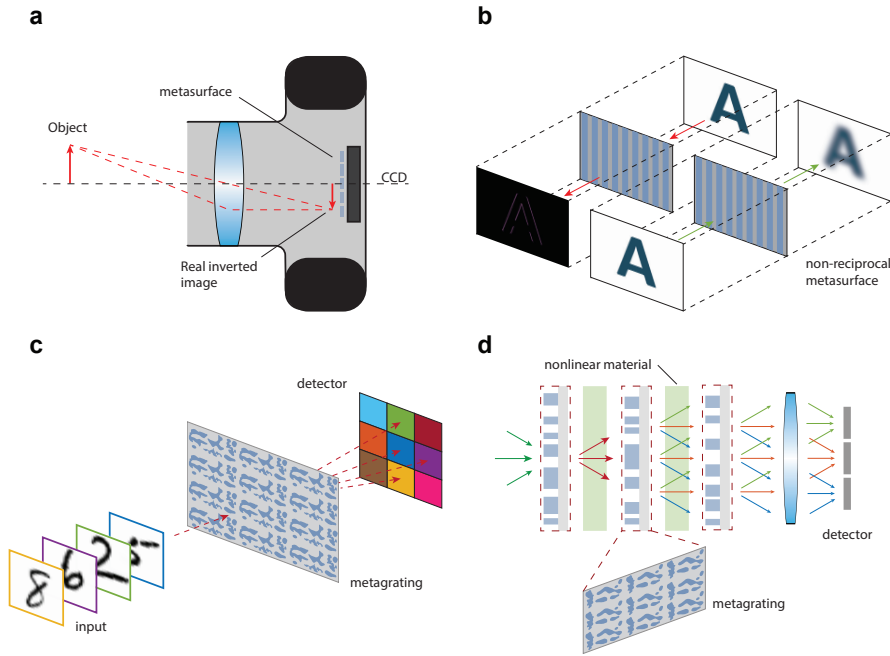 a
metasurface
Object
CCD
Real inverted
image
b
A
A
A
A
non-reciprocal
metasurface
c
detector
8
6
2
5
input
metagrating
d
nonlinear material
detector
metagrating